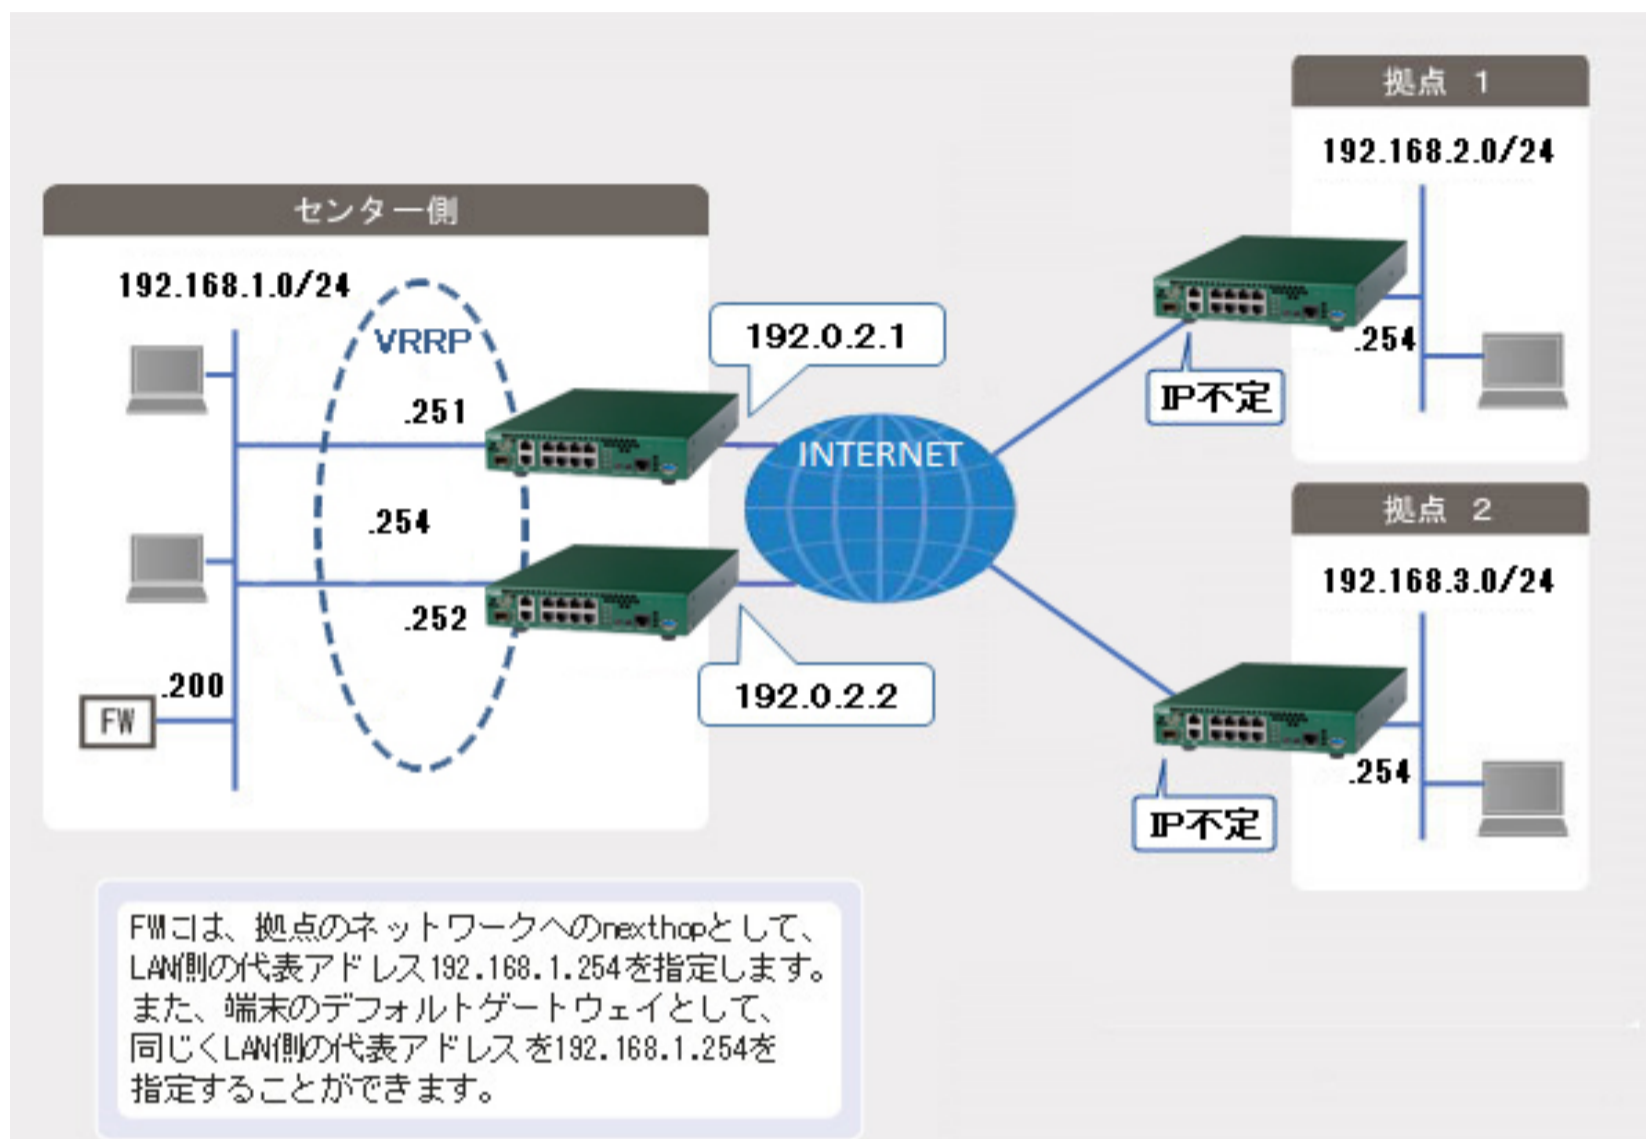 センター側
192.168.1.0/24
VRRP
.251
.254
.252
.200
FW
192.0.2.1
192.0.2.2
INTERNET
拠点 1
192.168.2.0/24
.254
IP不定
拠点 2
192.168.3.0/24
.254
IP不定
FWには、拠点のネットワークへのnexthopとして、
LAN側の代表アドレス192.168.1.254を指定します。
また、端末のデフォルトゲートウェイとして、
同じくLAN側の代表アドレスを192.168.1.254を
指定することができます。